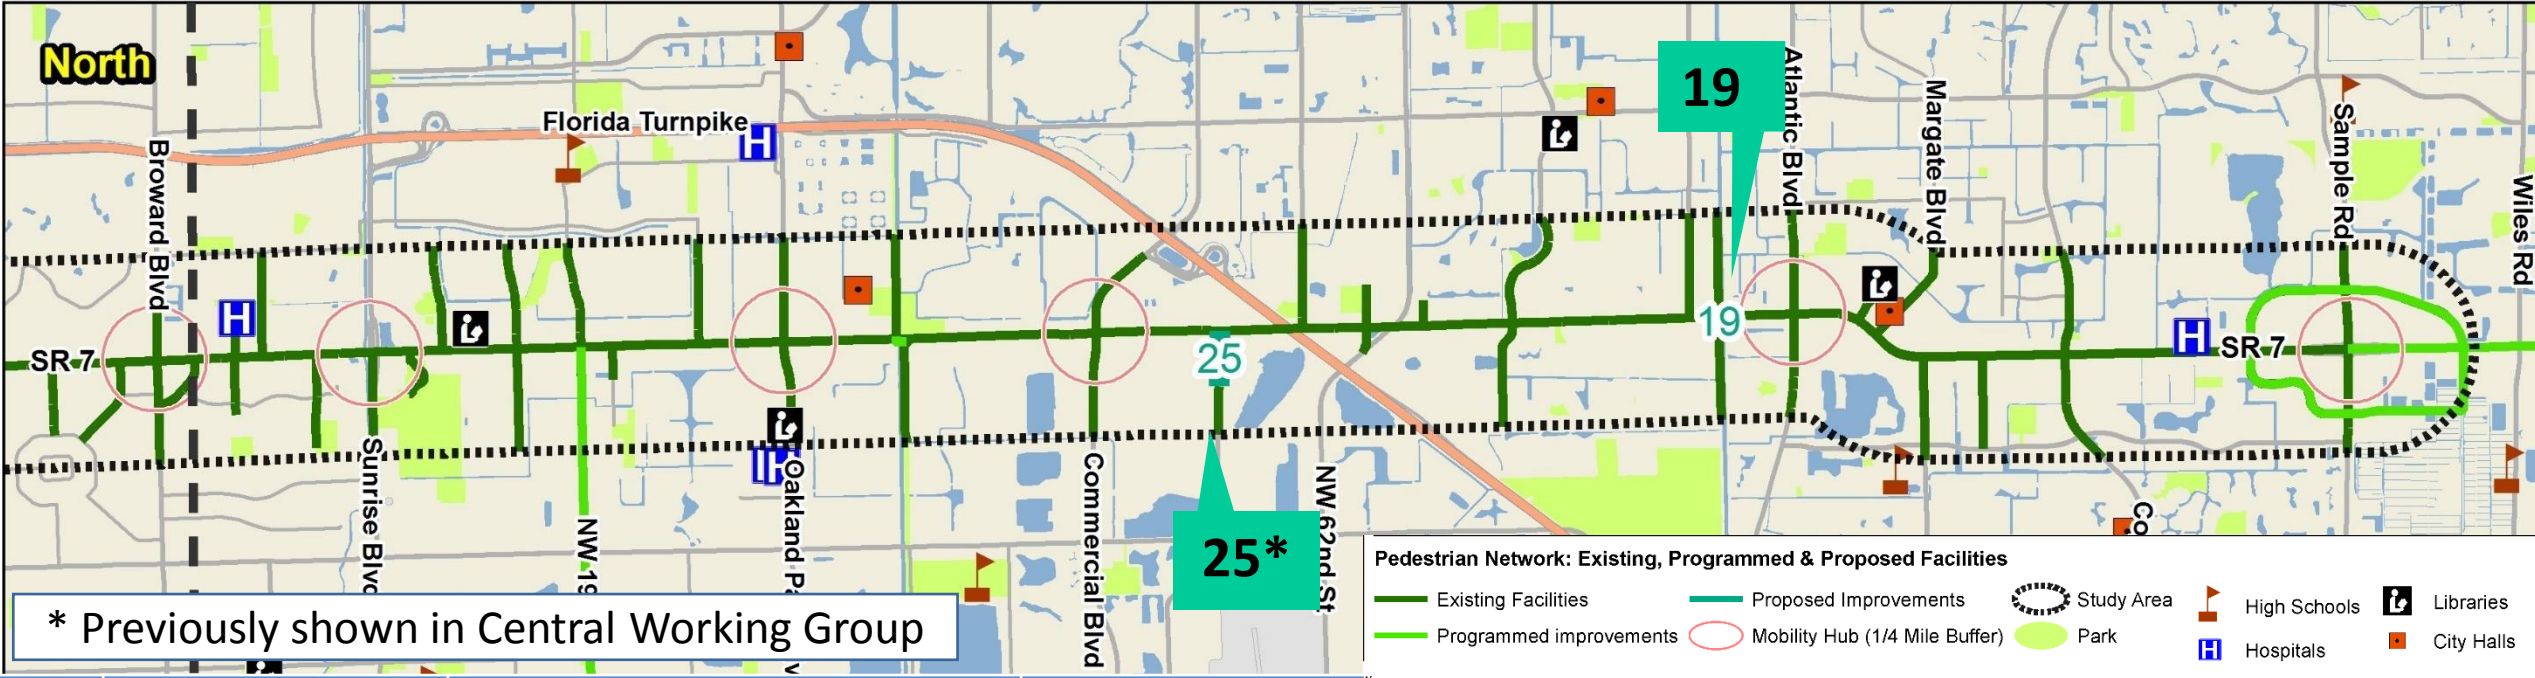 North
Florida Turnpike
19
Atlantic Blvd
Margate Blvd
Sample Rd
Wiles Rd
Broward Blvd
H
H
SR 7
19
25
H
SR 7
H
Sunrise Blvd
NW 19
Oakland Pa
Commercial Blvd
25*
NW 62nd St
Co
* Previously shown in Central Working Group
Pedestrian Network: Existing, Programmed & Proposed Facilities
Existing Facilities
Proposed Improvements
Study Area
High Schools
Libraries
Programmed improvements
Mobility Hub (1/4 Mile Buffer)
Park
H Hospitals
City Halls